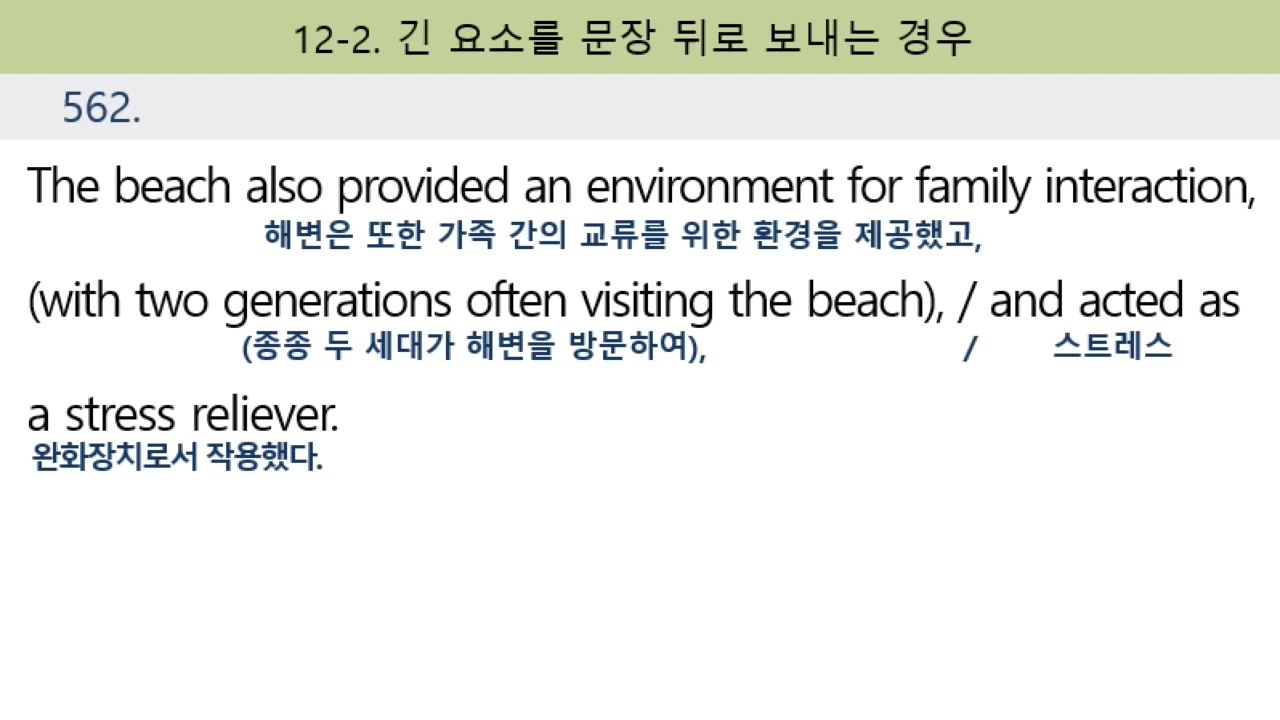 12-2. 긴 요소를 문장 뒤로 보내는 경우
562.
The beach also provided an environment for family interaction,
해변은 또한 가족 간의 교류를 위한 환경을 제공했고,
(with two generations often visiting the beach), / and acted as
(종종 두 세대가 해변을 방문하여), / 스트레스
a stress reliever.
완화장치로서 작용했다.